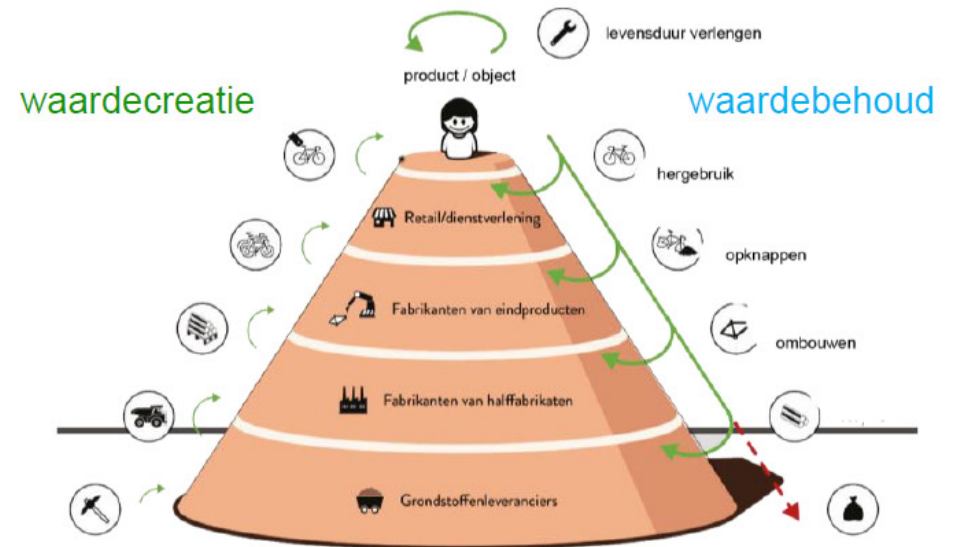 levensduur verlengen
product / object
waardecreatie
waardebehoud
hergebruik
Retail/dienstverlening
opknappen
Fabrikanten van eindproducten
ombouwen
Fabrikanten van halffabrikaten
Grondstoffenleveranciers